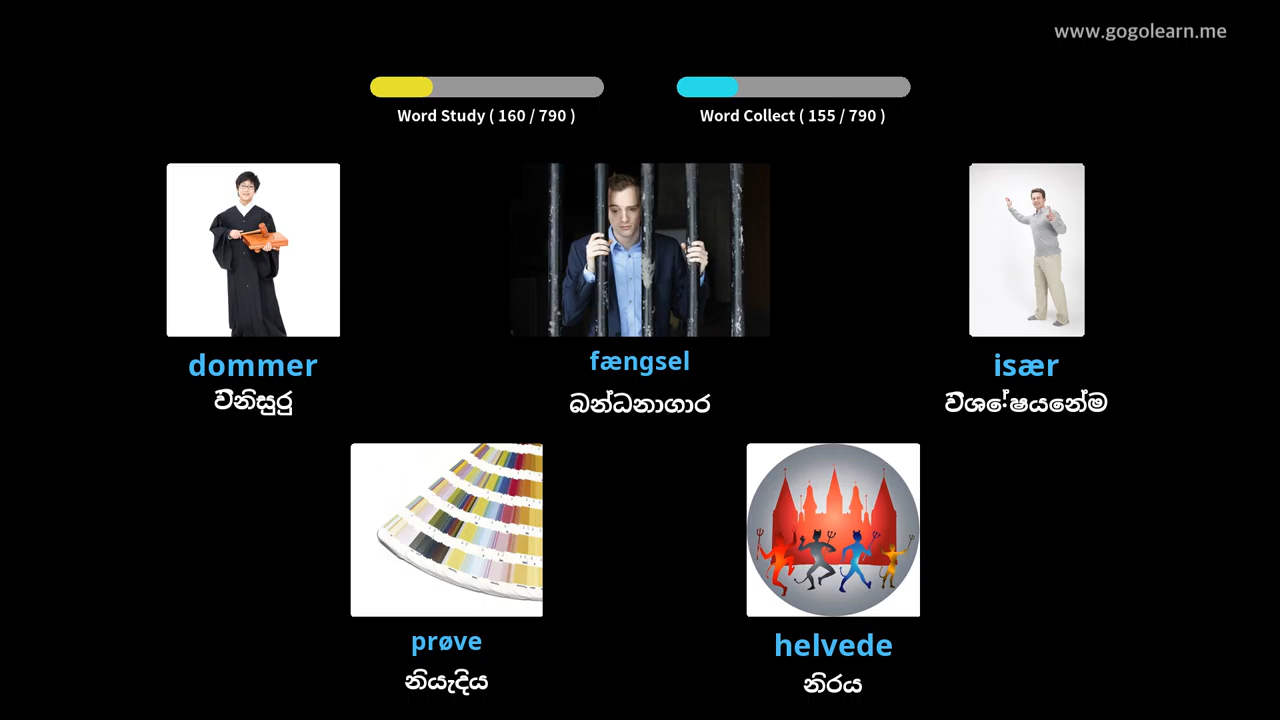 www.gogolearn.me
Word Study ( 160 / 790 )
Word Collect ( 155 / 790 )
dommer
විනිසුරු
fængsel
බන්ධනාගාර
især
විශේෂයෙන්ම
prøve
නියැදිය
helvede
නිරය